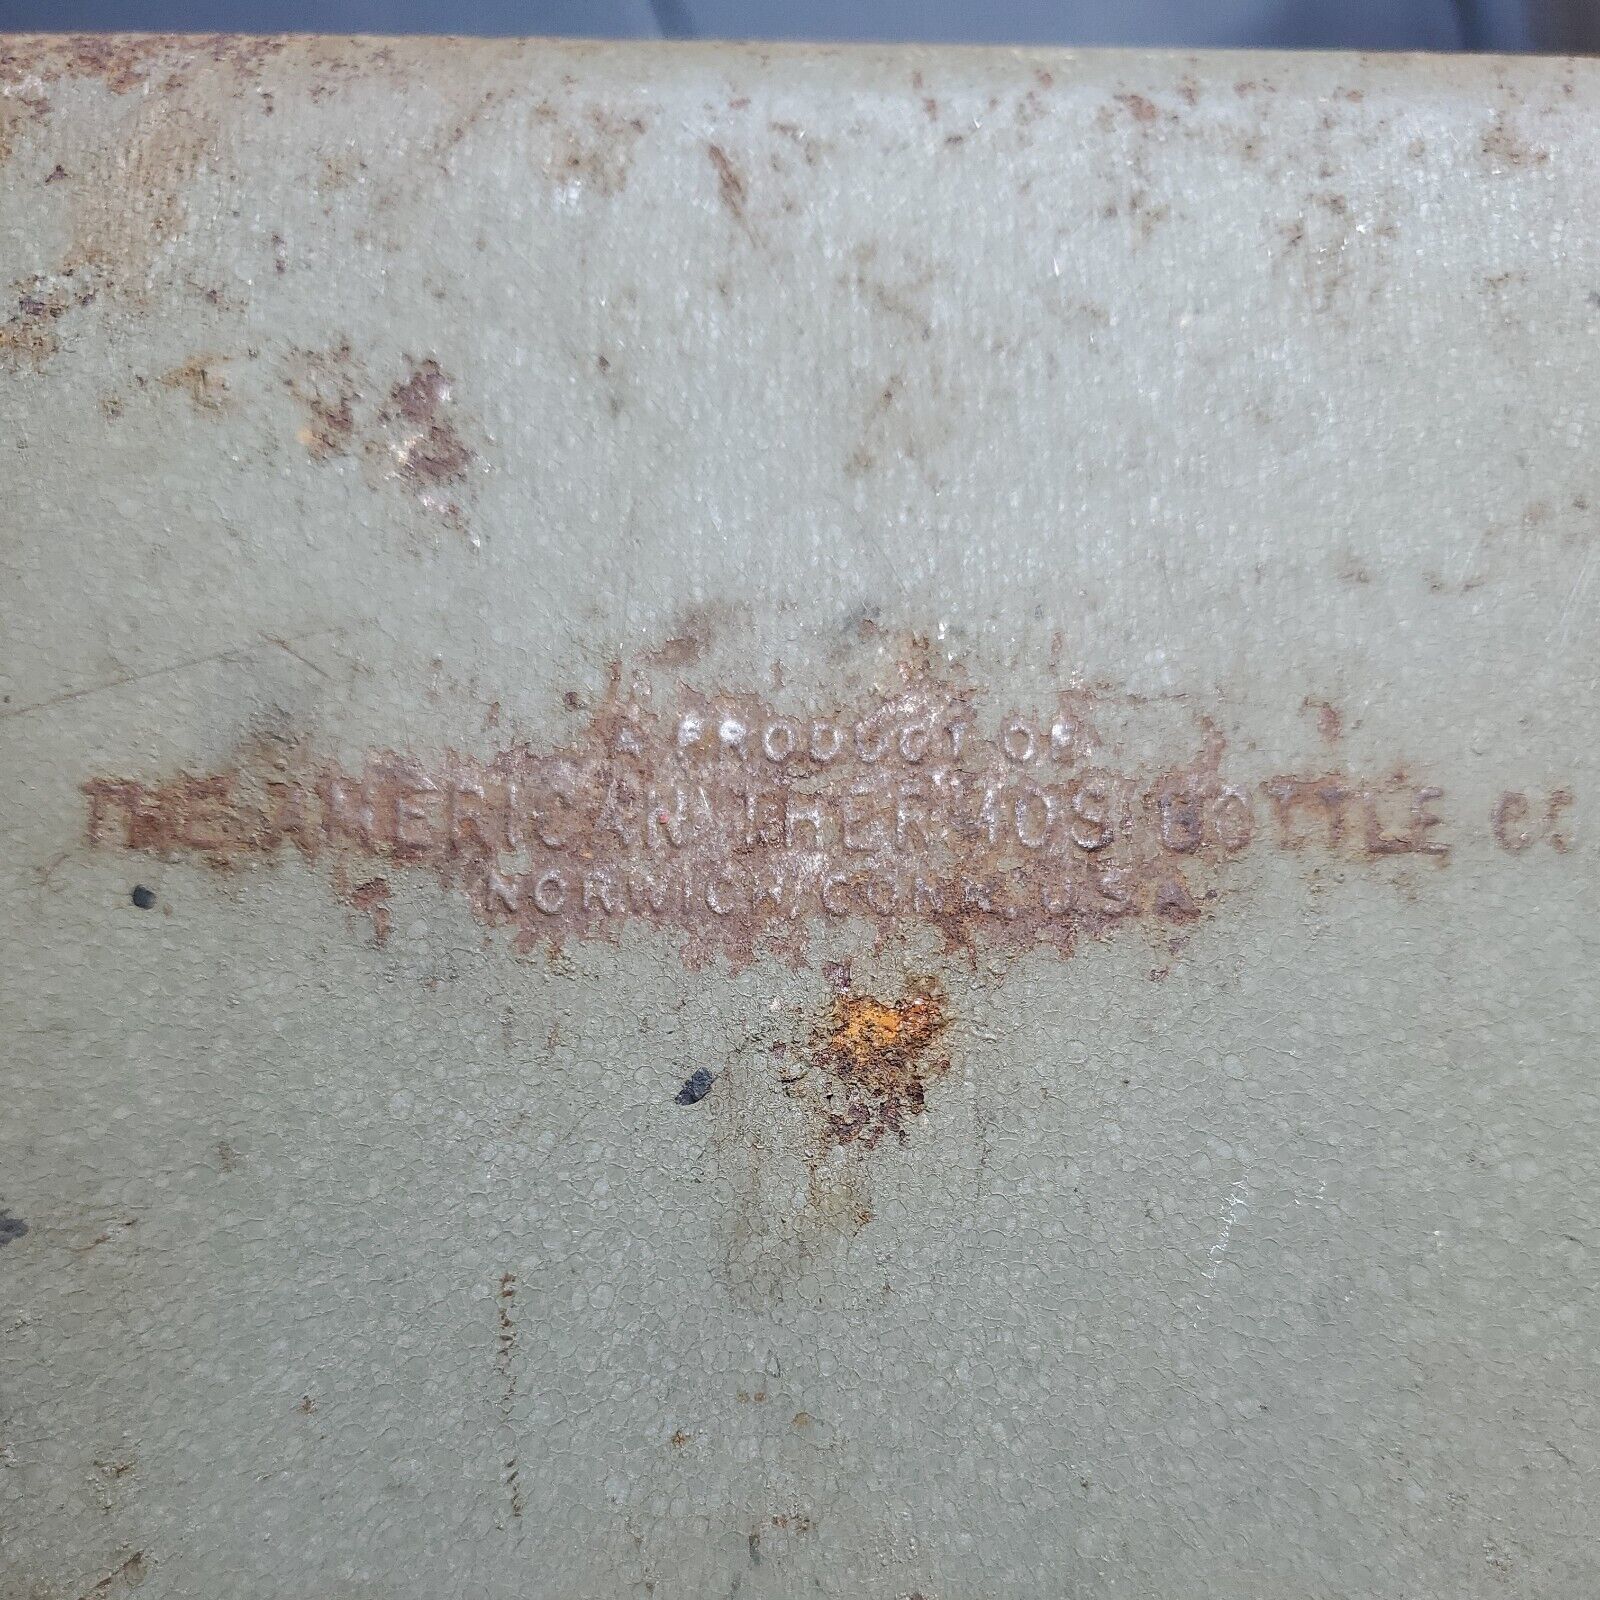 A PRODUCT OF
THE AMERICAN THERMOS BOTTLE CO
NORWICH, CONN. U.S.A.